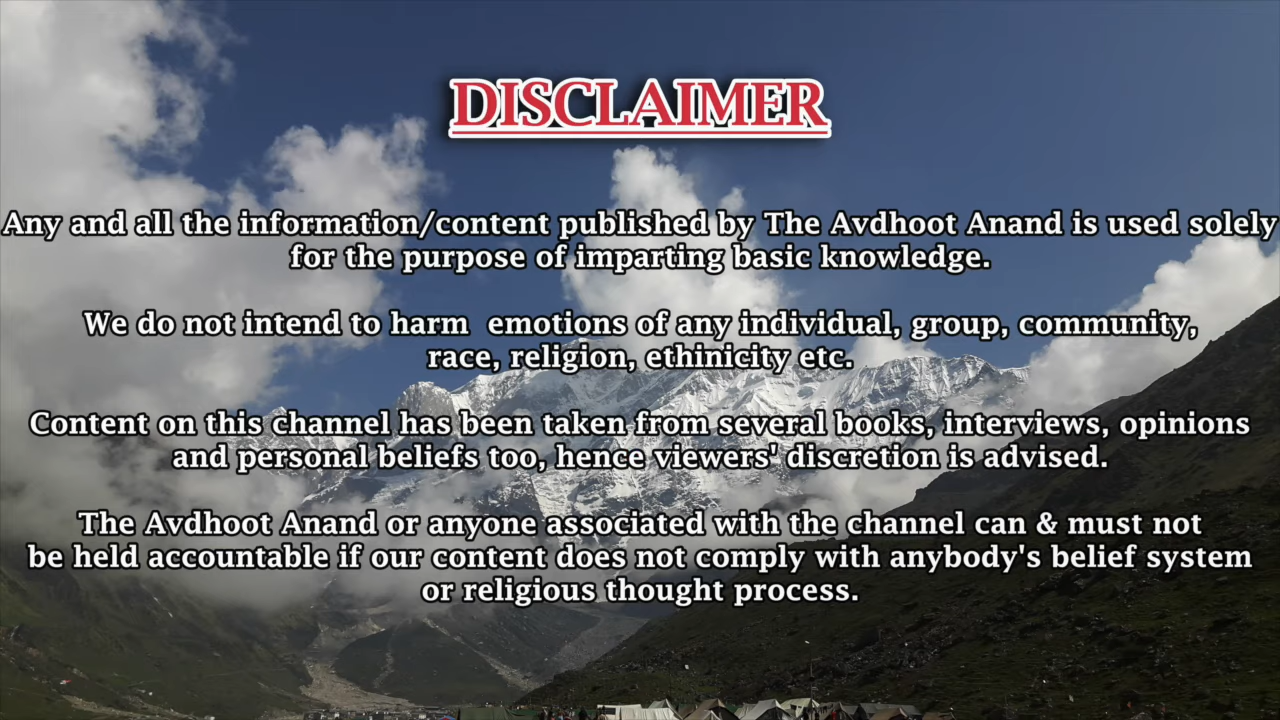 DISCLAIMER
Any and all the information/content published by The Avdhoot Anand is used solely
for the purpose of imparting basic knowledge.
We do not intend to harm  emotions of any individual, group, community,
race, religion, ethinicity etc.
Content on this channel has been taken from several books, interviews, opinions
and personal beliefs too, hence viewers' discretion is advised.
The Avdhoot Anand or anyone associated with the channel can & must not
be held accountable if our content does not comply with anybody's belief system
or religious thought process.